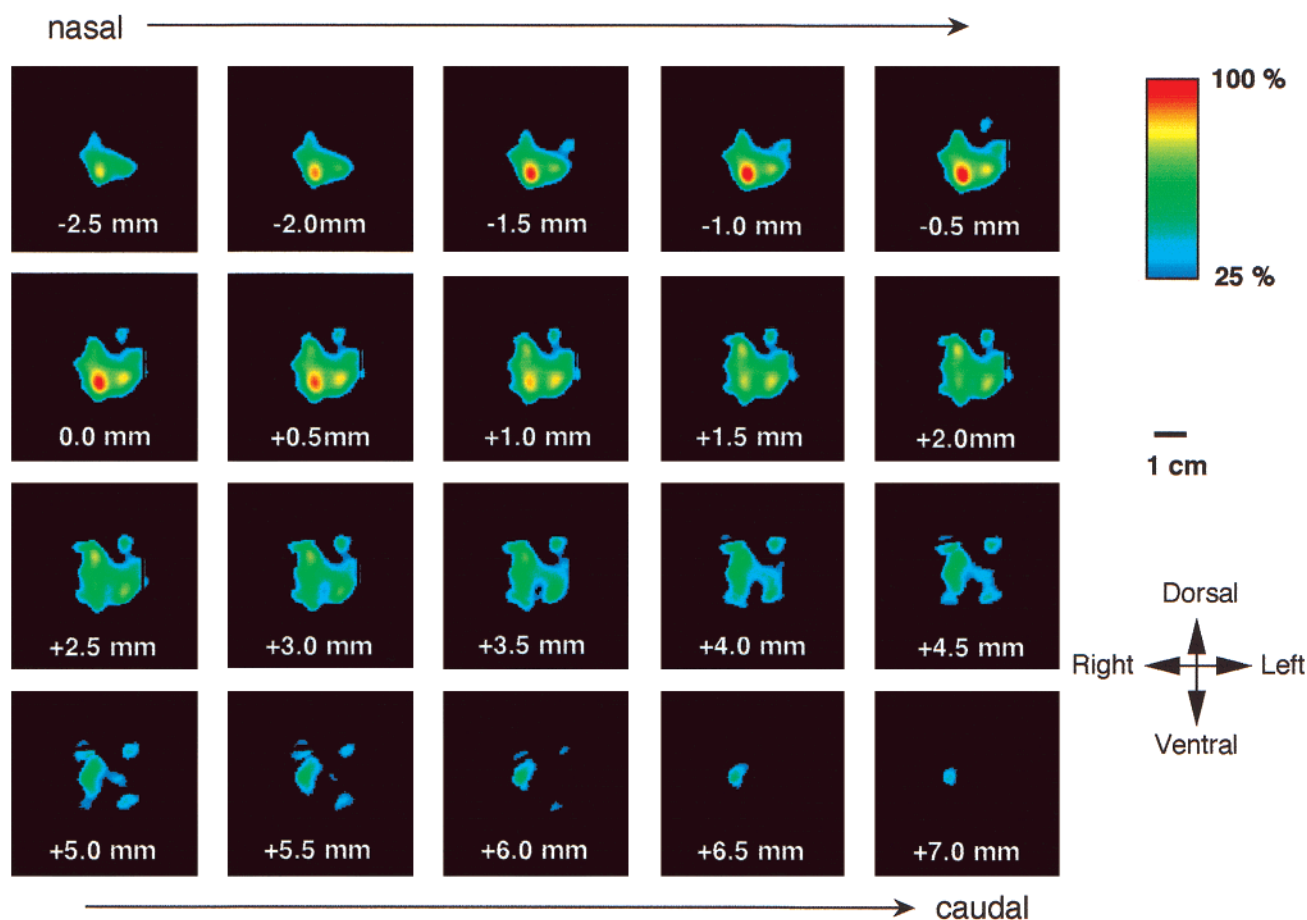 nasal
100 %
-2.5 mm
-2.0mm
-1.5 mm
-1.0 mm
-0.5 mm
25 %
0.0 mm
+0.5mm
+1.0 mm
+1.5 mm
+2.0mm
1 cm
+2.5 mm
+3.0 mm
+3.5 mm
+4.0 mm
+4.5 mm
Dorsal
Right
Left
Ventral
+5.0 mm
+5.5 mm
+6.0 mm
+6.5 mm
+7.0 mm
caudal